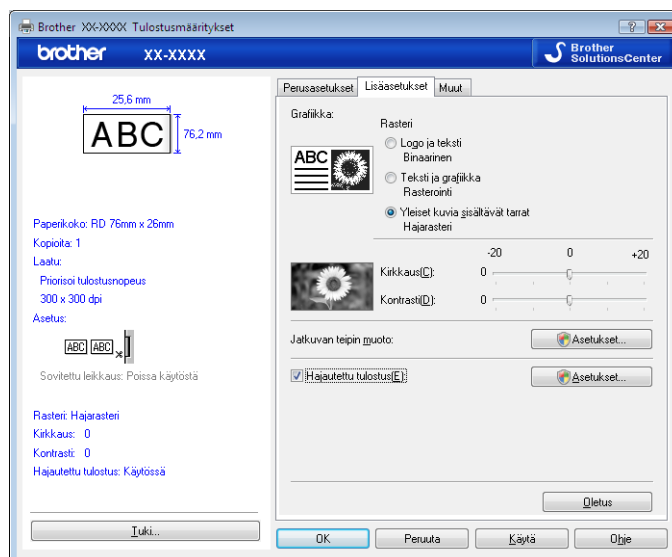 Brother XX-XXXX Tulostusmääritykset
brother XX-XXXX
Brother
SolutionsCenter
25,6 mm
ABC
76,2 mm
Paperikoko: RD 76mm x 26mm
Kopioita: 1
Laatu:
Priorisoi tulostusnopeus
300 x 300 dpi
Asetus:
ABC ABC
Sovitettu leikkaus: Poissa käytöstä
Rasteri: Hajarasteri
Kirkkaus: 0
Kontrasti: 0
Hajautettu tulostus: Käytössä
Tuki...
Perusasetukset Lisäasetukset Muut
Grafiikka:
ABC
Rasteri
Logo ja teksti
Binaarinen
Teksti ja grafiikka
Rasterointi
Yleiset kuvia sisältävät tarrat
Hajarasteri
-20 0 +20
Kirkkaus(C): 0
Kontrasti(D): 0
Jatkuvan teipin muoto: Asetukset...
Hajautettu tulostus(E): Asetukset...
Oletus
OK Peruuta Käytä Ohje